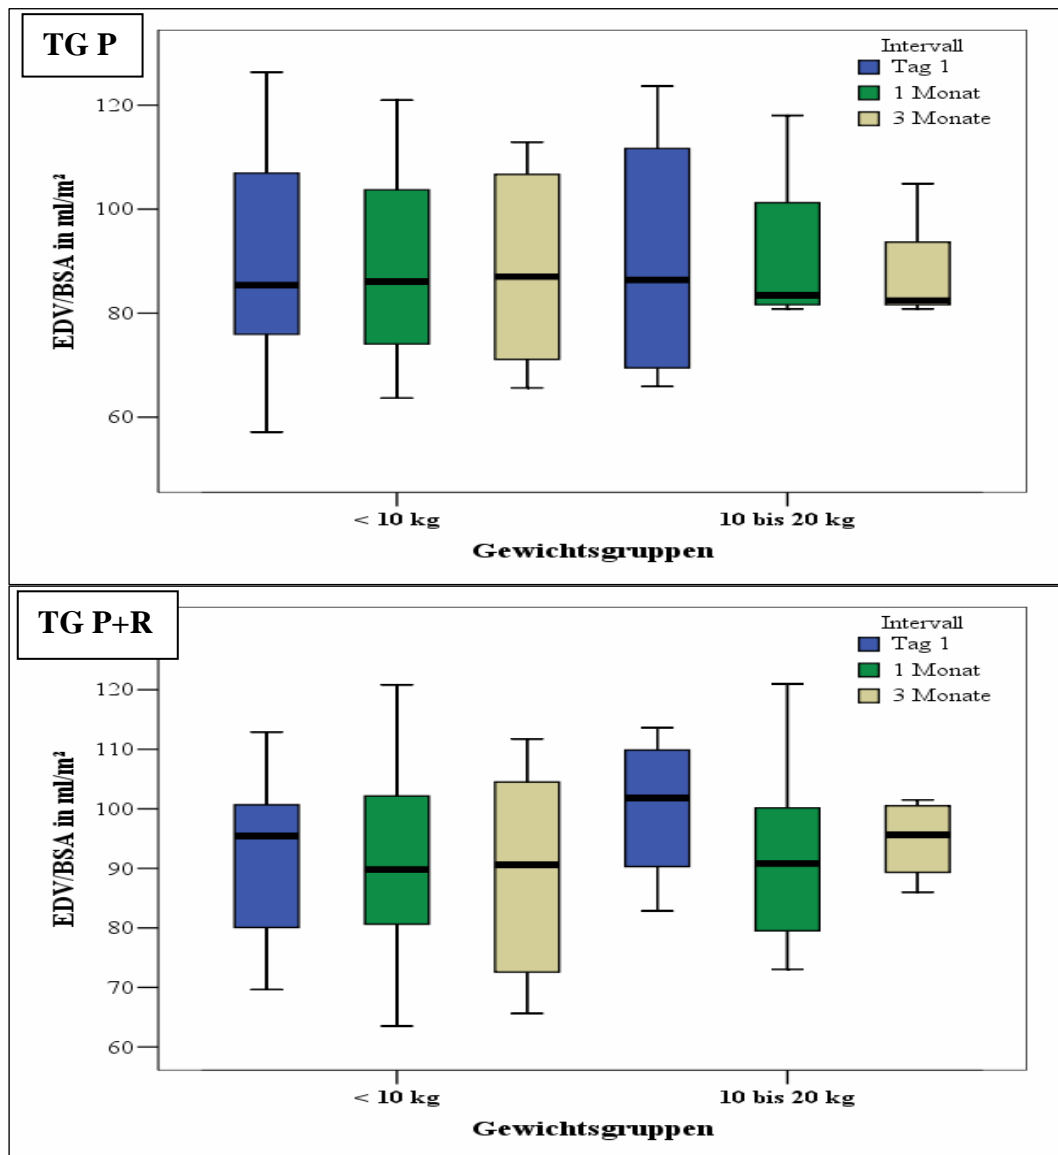 TG P
Intervall
Tag 1
1 Monat
3 Monate
EDV/BSA in ml/m²
120
100
80
60
< 10 kg
10 bis 20 kg
Gewichtsgruppen
TG P+R
Intervall
Tag 1
1 Monat
3 Monate
EDV/BSA in ml/m²
120
110
100
90
80
70
60
< 10 kg
10 bis 20 kg
Gewichtsgruppen